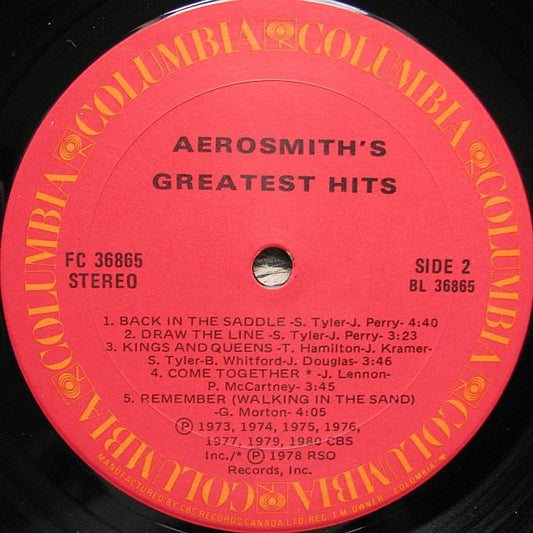 COLUMBIA COLUMBIA COLUMBIA COLUMBIA COLUMBIA COLUMBIA
AEROSMITH'S
GREATEST HITS
FC 36865
STEREO
SIDE 2
BL 36865
1. BACK IN THE SADDLE -S. Tyler-J. Perry- 4:40
2. DRAW THE LINE -S. Tyler-J. Perry- 3:23
3. KINGS AND QUEENS -T. Hamilton-J. Kramer-
S. Tyler-B. Whitford-J. Douglas- 3:46
4. COME TOGETHER * -J. Lennon-
P. McCartney- 3:45
5. REMEMBER (WALKING IN THE SAND)
-G. Morton- 4:05
Ⓟ 1973, 1974, 1975, 1976,
1977, 1979, 1980 CBS
Inc./* Ⓟ 1978 RSO
Records, Inc.
MANUFACTURED BY CBS RECORDS CANADA LTD. REG. T.M. OWNER "COLUMBIA"